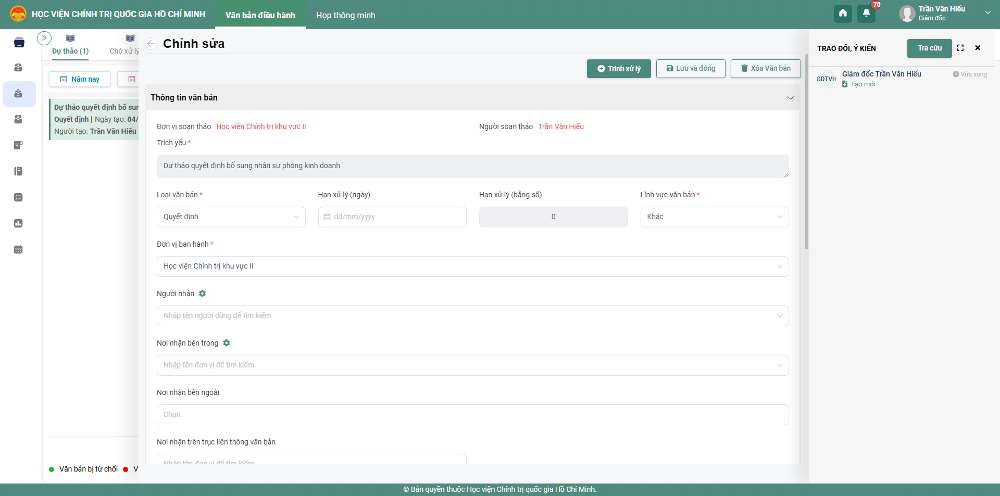 HỌC VIỆN CHÍNH TRỊ QUỐC GIA HỒ CHÍ MINH
Văn bản điều hành
Họp thông minh
70
Trần Văn Hiếu
Giám đốc
Dự thảo (1)
Chờ xử lý
Năm nay
Dự thảo quyết định bổ sun
Quyết định | Ngày tạo: 04/
Người tạo: Trần Văn Hiếu
Văn bản bị từ chối
V
Chỉnh sửa
Trình xử lý
Lưu và đóng
Xóa Văn bản
Thông tin văn bản
Đơn vị soạn thảo Học viện Chính trị khu vực II
Người soạn thảo Trần Văn Hiếu
Trích yếu *
Dự thảo quyết định bổ sung nhân sự phòng kinh doanh
Loại văn bản *
Hạn xử lý (ngày)
Hạn xử lý (bằng số)
Lĩnh vực văn bản *
Quyết định
dd/mm/yyyy
0
Khác
Đơn vị ban hành *
Học viện Chính trị khu vực II
Người nhận
Nhập tên người dùng để tìm kiếm
Nơi nhận bên trong
Nhập tên đơn vị để tìm kiếm
Nơi nhận bên ngoài
Chọn
Nơi nhận trên trục liên thông văn bản
Nhập tên đơn vị để tìm kiếm
TRAO ĐỔI, Ý KIẾN
Tra cứu
GDTVH
Giám đốc Trần Văn Hiếu
Vừa xong
Tạo mới
© Bản quyền thuộc Học viện Chính trị quốc gia Hồ Chí Minh.